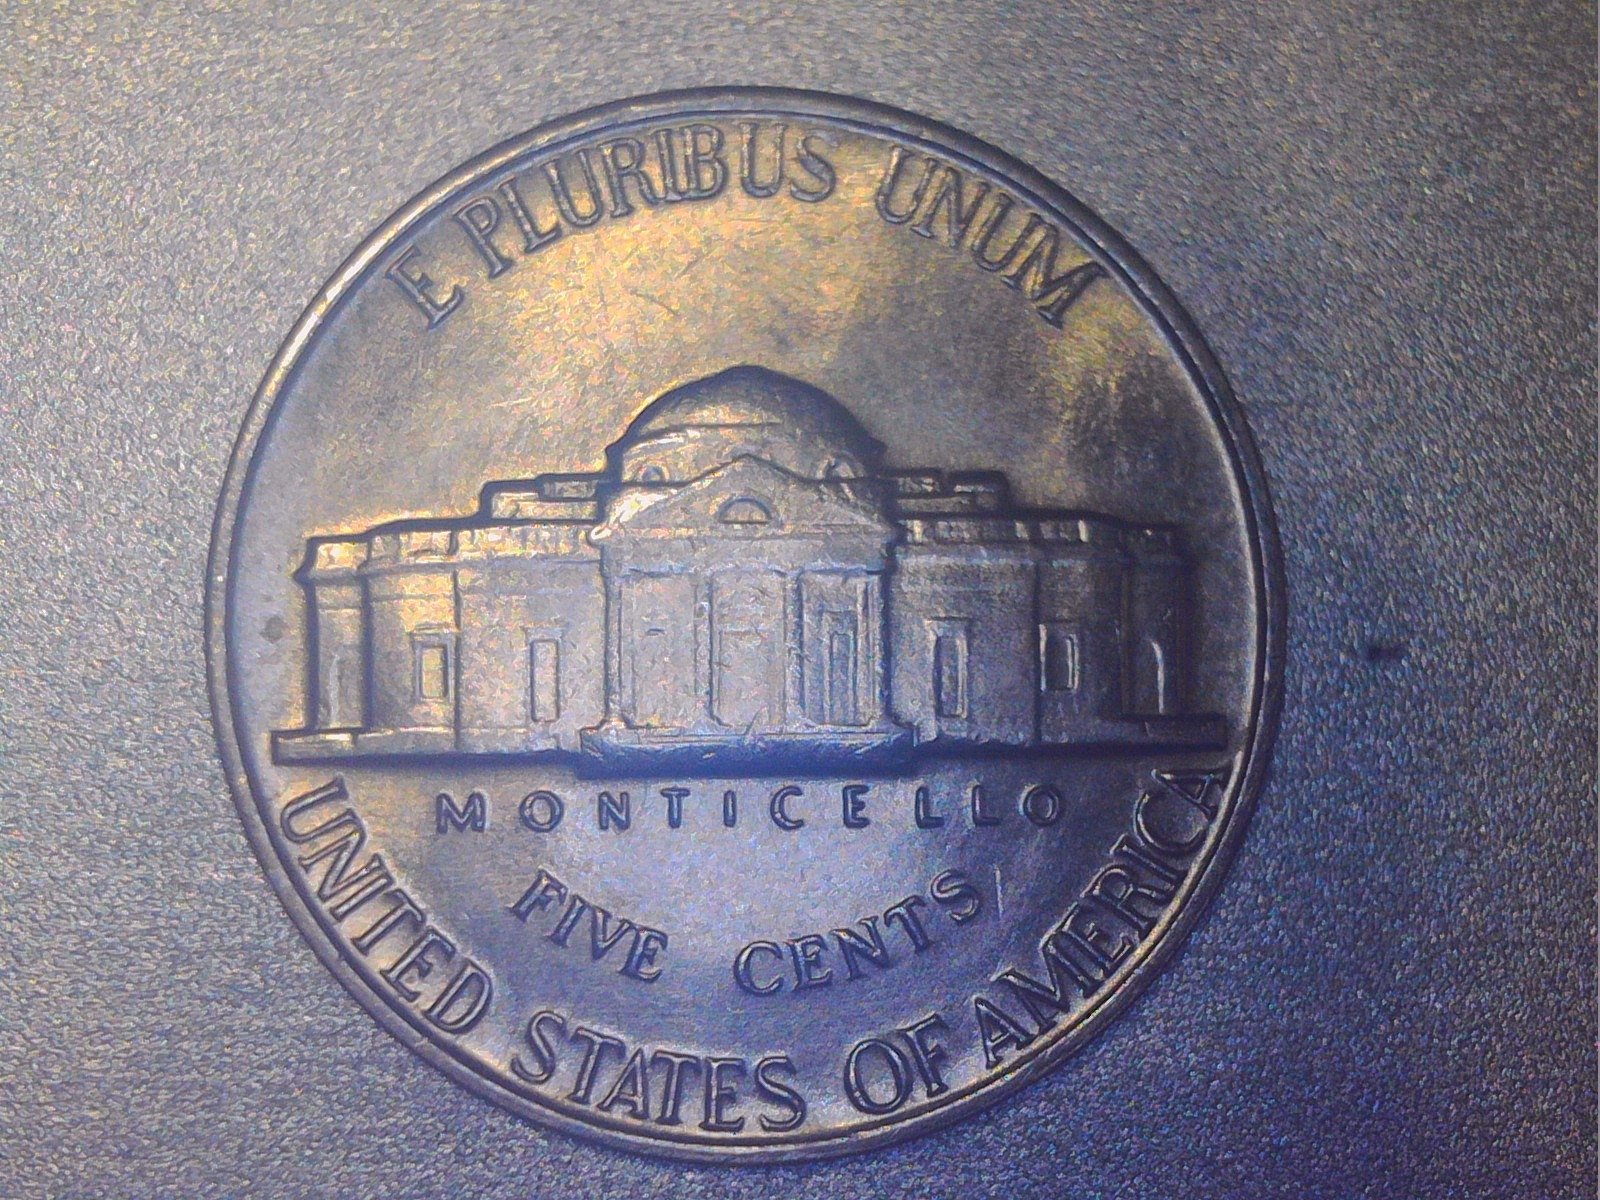 E PLURIBUS UNUM
MONTICELLO
FIVE CENTS
UNITED STATES OF AMERICA